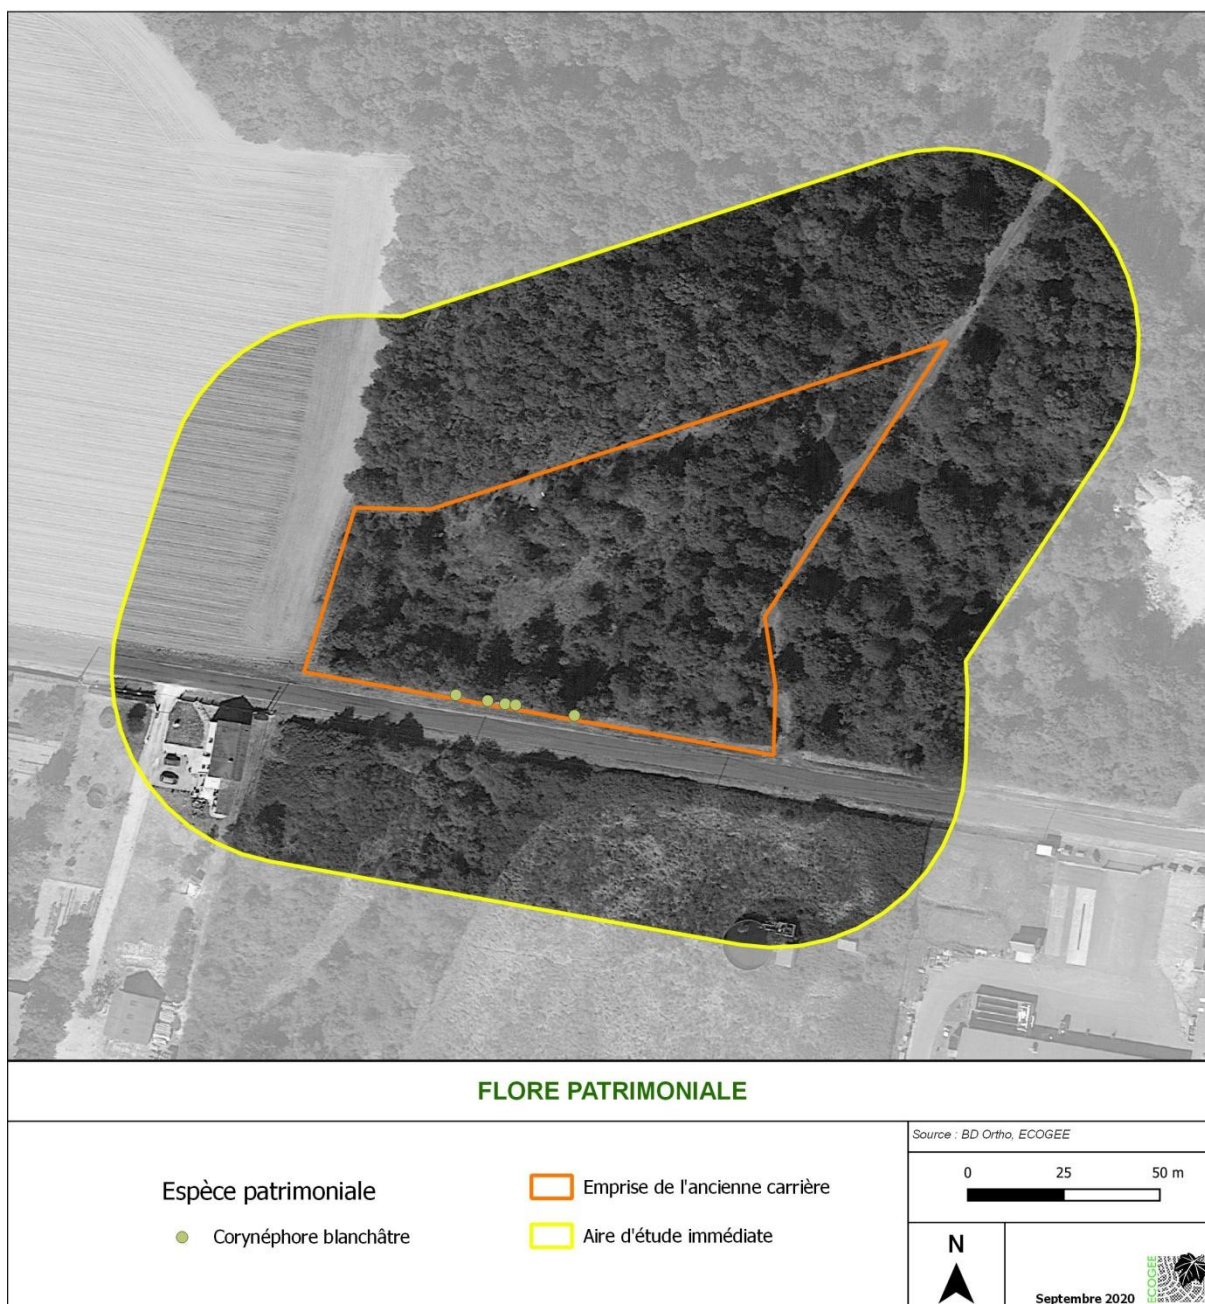 FLORE PATRIMONIALE
Espèce patrimoniale
Corynéphore blanchâtre
Emprise de l'ancienne carrière
Aire d'étude immédiate
Source : BD Ortho, ECOGEE
0 25 50 m
N
Septembre 2020
ECOGEE